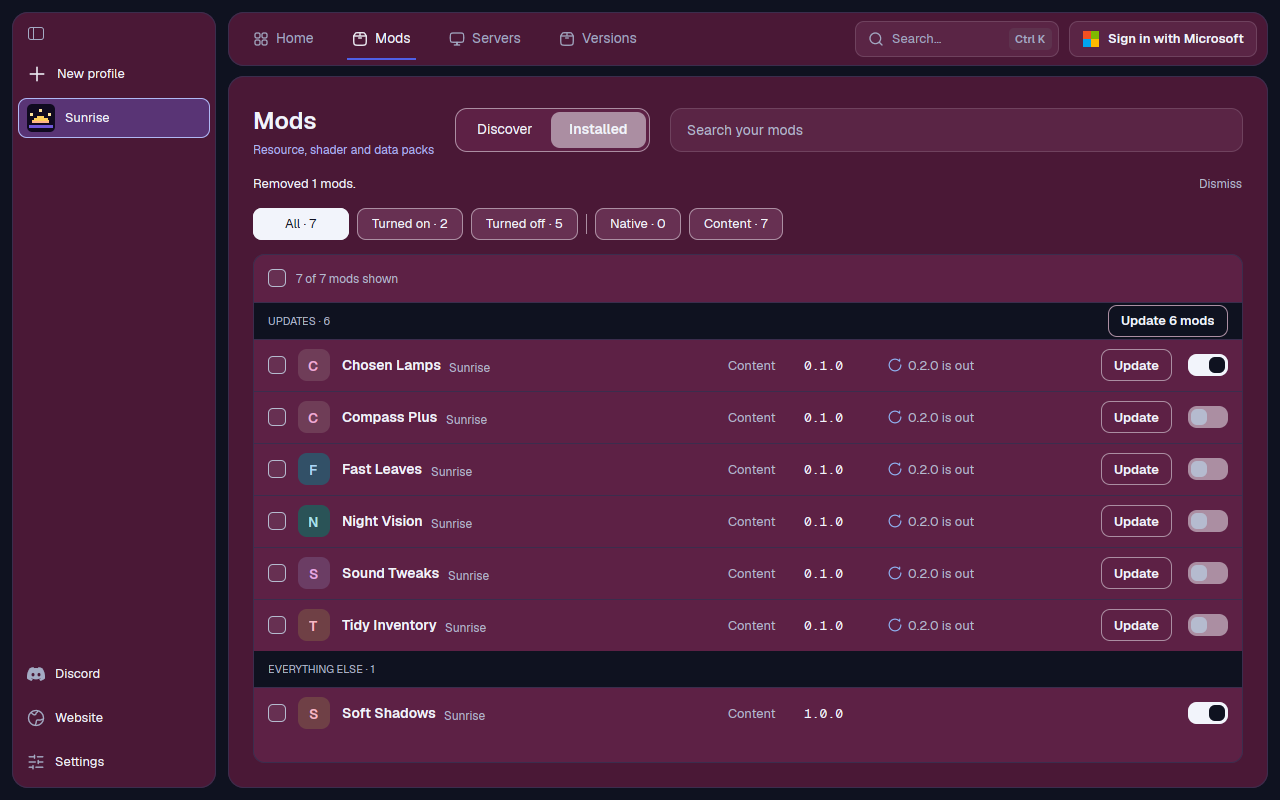 Home
Mods
Servers
Versions
Search...
Ctrl K
Sign in with Microsoft
New profile
Sunrise
Discord
Website
Settings
Mods
Resource, shader and data packs
Discover
Installed
Search your mods
Removed 1 mods.
Dismiss
All · 7
Turned on · 2
Turned off · 5
Native · 0
Content · 7
7 of 7 mods shown
UPDATES · 6
Update 6 mods
C Chosen Lamps Sunrise Content 0.1.0 0.2.0 is out Update
C Compass Plus Sunrise Content 0.1.0 0.2.0 is out Update
F Fast Leaves Sunrise Content 0.1.0 0.2.0 is out Update
N Night Vision Sunrise Content 0.1.0 0.2.0 is out Update
S Sound Tweaks Sunrise Content 0.1.0 0.2.0 is out Update
T Tidy Inventory Sunrise Content 0.1.0 0.2.0 is out Update
EVERYTHING ELSE · 1
S Soft Shadows Sunrise Content 1.0.0